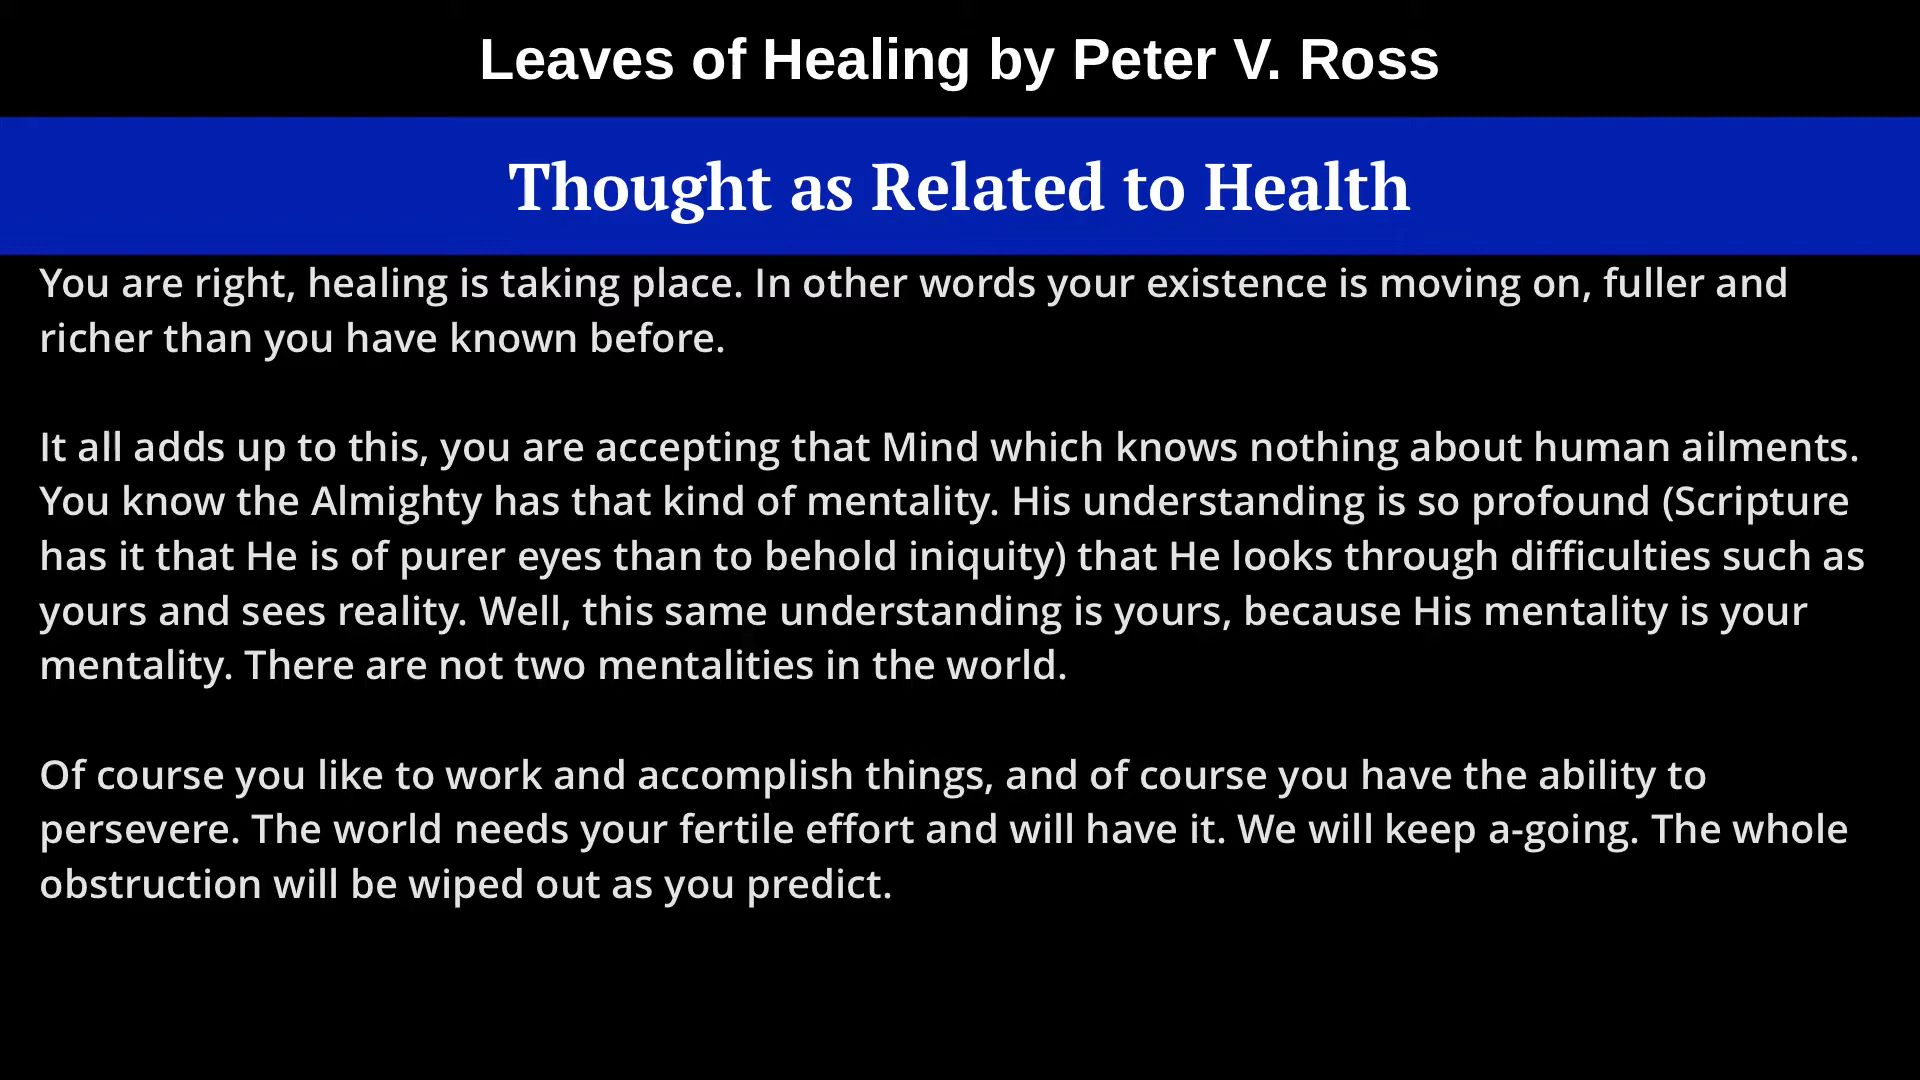 Leaves of Healing by Peter V. Ross
Thought as Related to Health
You are right, healing is taking place. In other words your existence is moving on, fuller and
richer than you have known before.
It all adds up to this, you are accepting that Mind which knows nothing about human ailments.
You know the Almighty has that kind of mentality. His understanding is so profound (Scripture
has it that He is of purer eyes than to behold iniquity) that He looks through difficulties such as
yours and sees reality. Well, this same understanding is yours, because His mentality is your
mentality. There are not two mentalities in the world.
Of course you like to work and accomplish things, and of course you have the ability to
persevere. The world needs your fertile effort and will have it. We will keep a-going. The whole
obstruction will be wiped out as you predict.